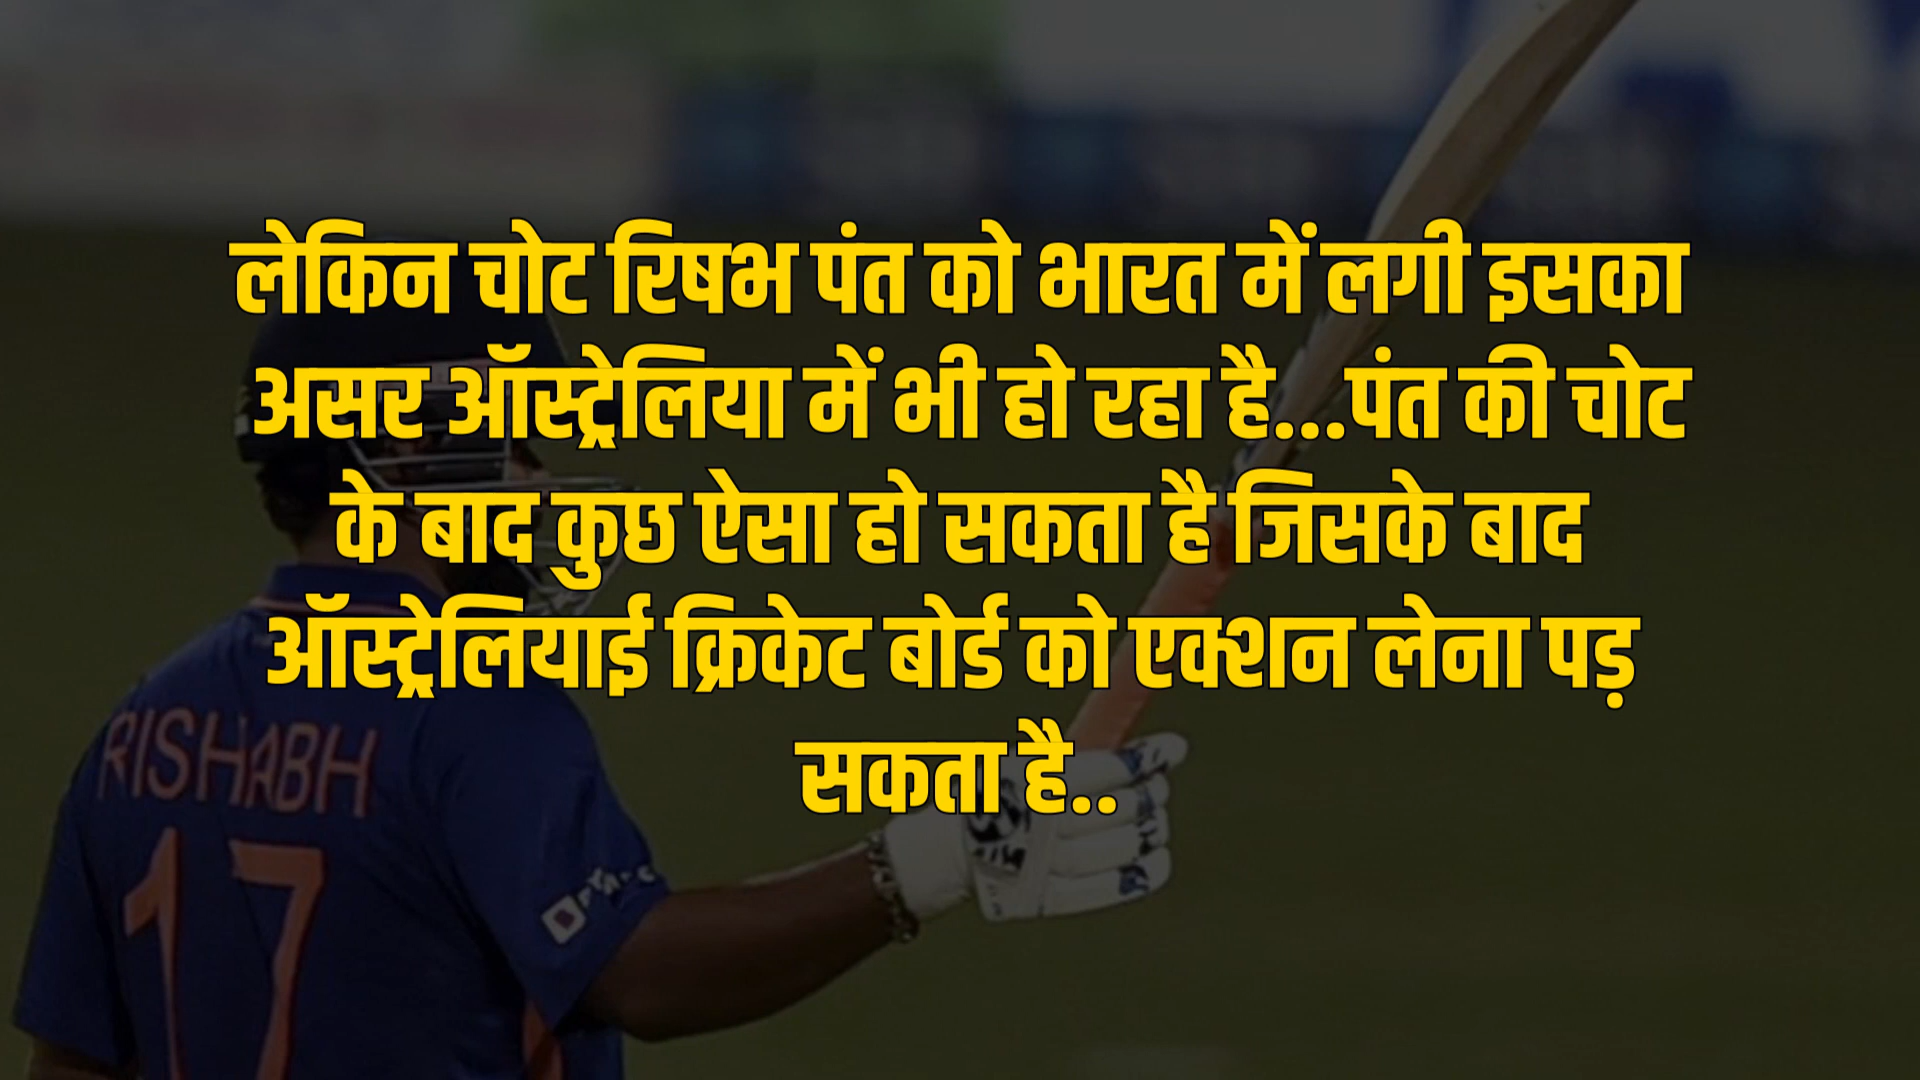 लेकिन चोट रिषभ पंत को भारत में लगी इसका
असर ऑस्ट्रेलिया में भी हो रहा है...पंत की चोट
के बाद कुछ ऐसा हो सकता है जिसके बाद
ऑस्ट्रेलियाई क्रिकेट बोर्ड को एक्शन लेना पड़
सकता है..
RISHABH
17